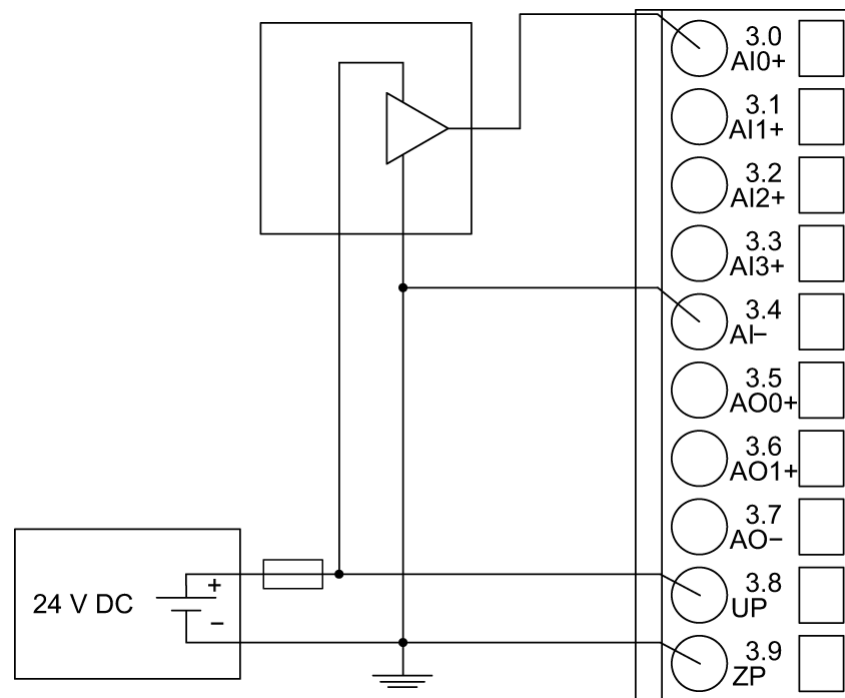 3.0
AI0+
3.1
AI1+
3.2
AI2+
3.3
AI3+
3.4
AI–
3.5
AO0+
3.6
AO1+
3.7
AO–
3.8
UP
3.9
ZP
24 V DC
+
–